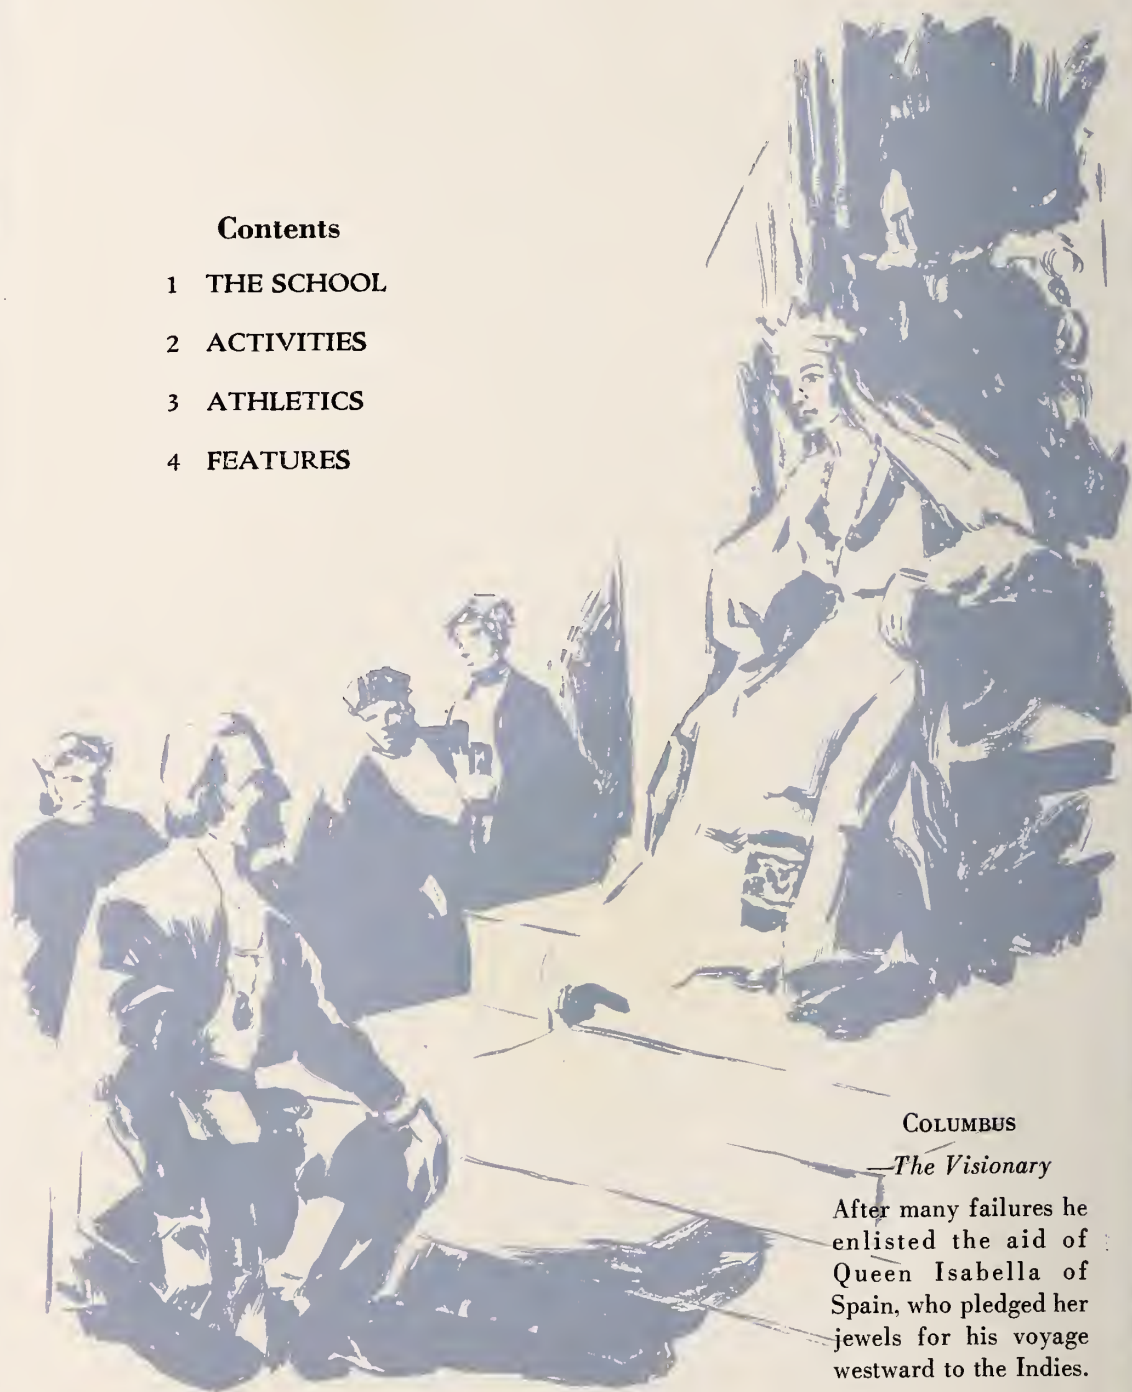 Contents
1 THE SCHOOL
2 ACTIVITIES
3 ATHLETICS
4 FEATURES
COLUMBUS
—The Visionary
After many failures he
enlisted the aid of
Queen Isabella of
Spain, who pledged her
jewels for his voyage
westward to the Indies.